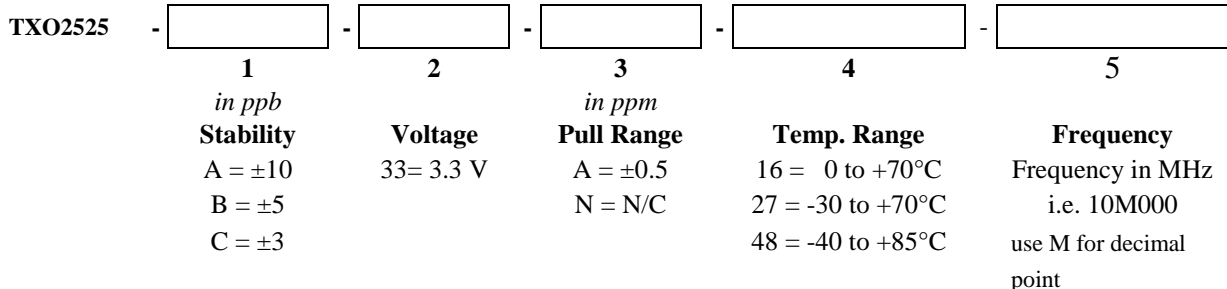 TXO2525 - - - - -
1 2 3 4 5
in ppb in ppm
Stability Voltage Pull Range Temp. Range Frequency
A = ±10 33= 3.3 V A = ±0.5 16 = 0 to +70°C Frequency in MHz
B = ±5 N = N/C 27 = -30 to +70°C i.e. 10M000
C = ±3 48 = -40 to +85°C use M for decimal
point